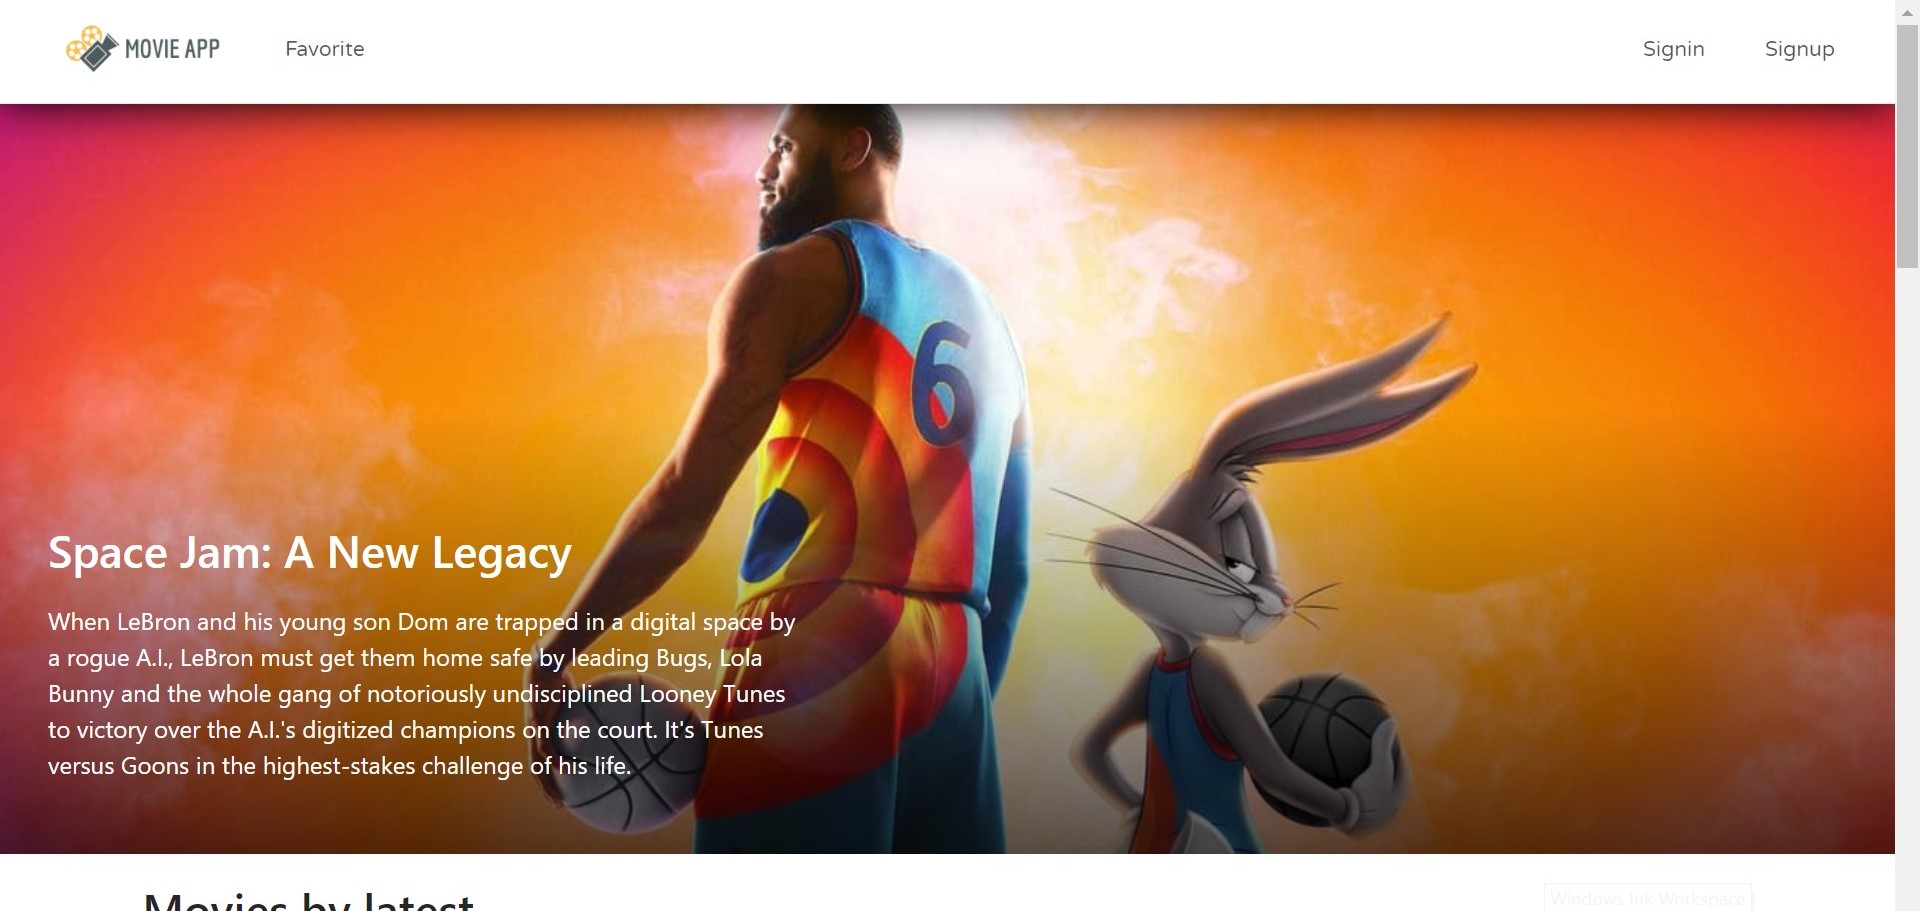 MOVIE APP
Favorite
Signin
Signup
6
Space Jam: A New Legacy
When LeBron and his young son Dom are trapped in a digital space by
a rogue A.I., LeBron must get them home safe by leading Bugs, Lola
Bunny and the whole gang of notoriously undisciplined Looney Tunes
to victory over the A.I.'s digitized champions on the court. It's Tunes
versus Goons in the highest-stakes challenge of his life.
Movies by latest
Windows Ink Workspace